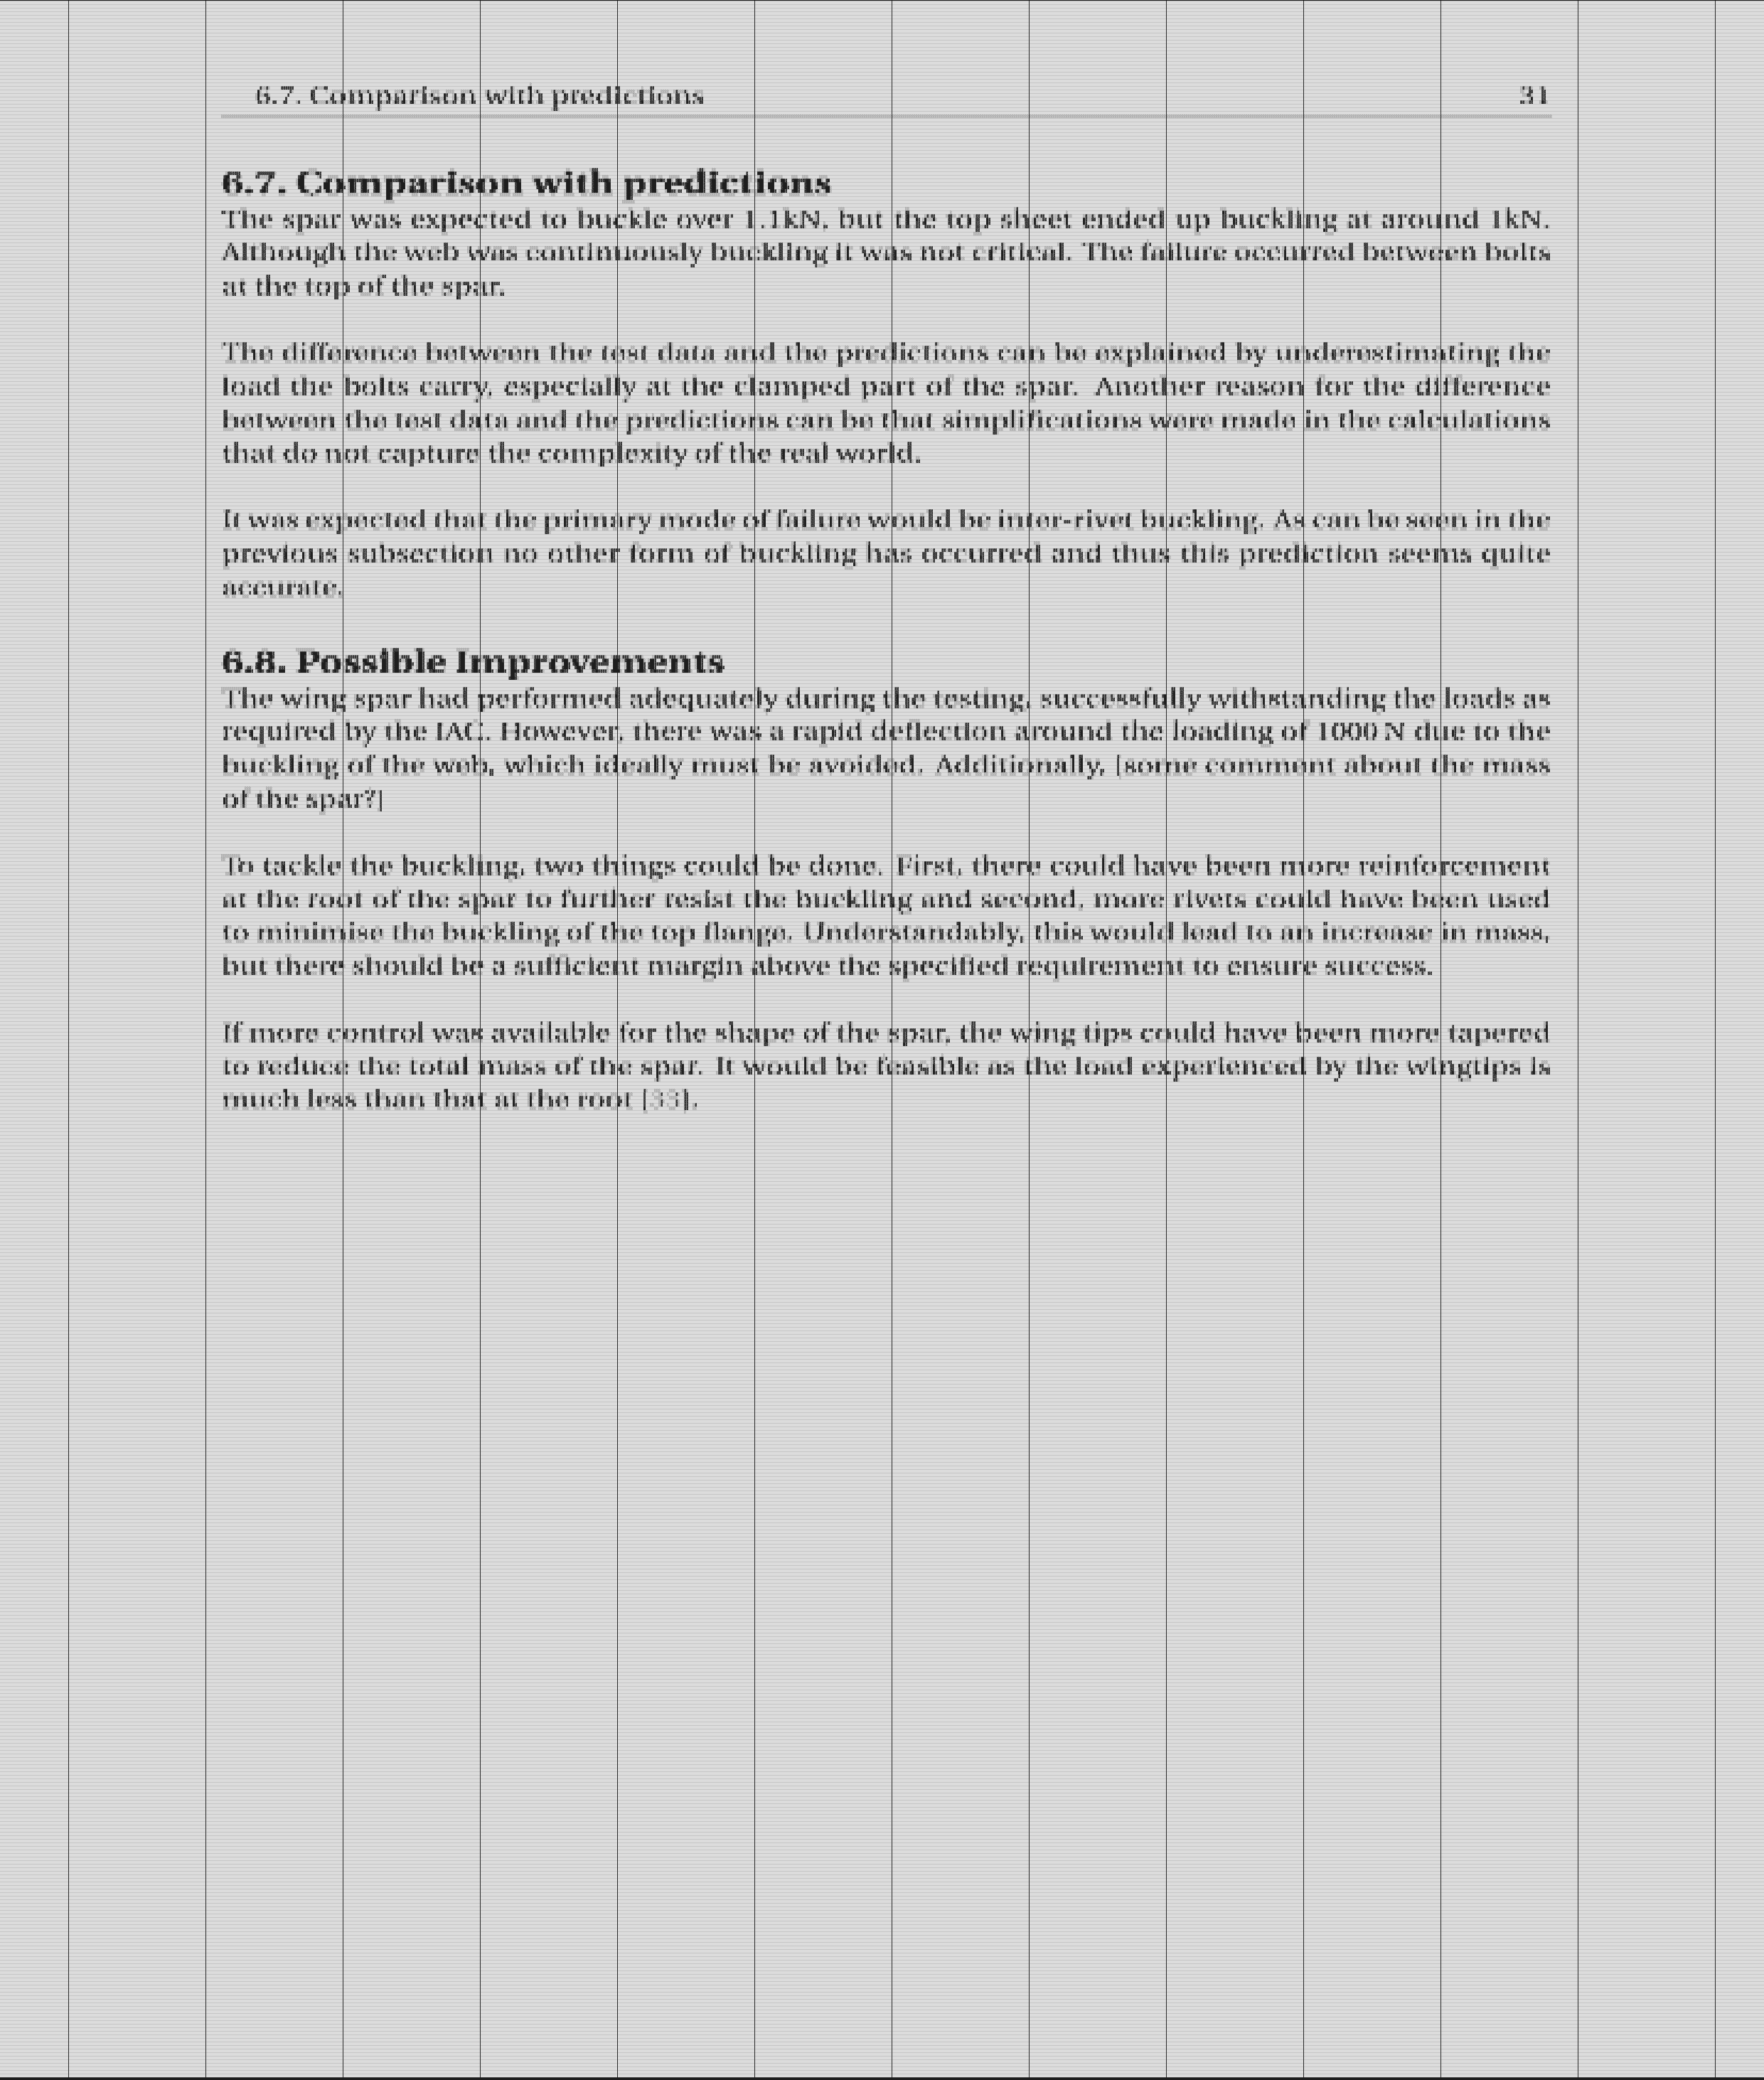 6.7. Comparison with predictions 31
6.7. Comparison with predictions
The spar was expected to buckle over 1.1kN, but the top sheet ended up buckling at around 1kN.
Although the web was continuously buckling it was not critical. The failure occurred between bolts
at the top of the spar.
The difference between the test data and the predictions can be explained by underestimating the
load the bolts carry, especially at the clamped part of the spar. Another reason for the difference
between the test data and the predictions can be that simplifications were made in the calculations
that do not capture the complexity of the real world.
It was expected that the primary mode of failure would be inter-rivet buckling. As can be seen in the
previous subsection no other form of buckling has occurred and thus this prediction seems quite
accurate.
6.8. Possible Improvements
The wing spar had performed adequately during the testing, successfully withstanding the loads as
required by the IAC. However, there was a rapid deflection around the loading of 1000 N due to the
buckling of the web, which ideally must be avoided. Additionally, [some comment about the mass
of the spar?]
To tackle the buckling, two things could be done. First, there could have been more reinforcement
at the root of the spar to further resist the buckling and second, more rivets could have been used
to minimise the buckling of the top flange. Understandably, this would lead to an increase in mass,
but there should be a sufficient margin above the specified requirement to ensure success.
If more control was available for the shape of the spar, the wing tips could have been more tapered
to reduce the total mass of the spar. It would be feasible as the load experienced by the wingtips is
much less than that at the root [33].